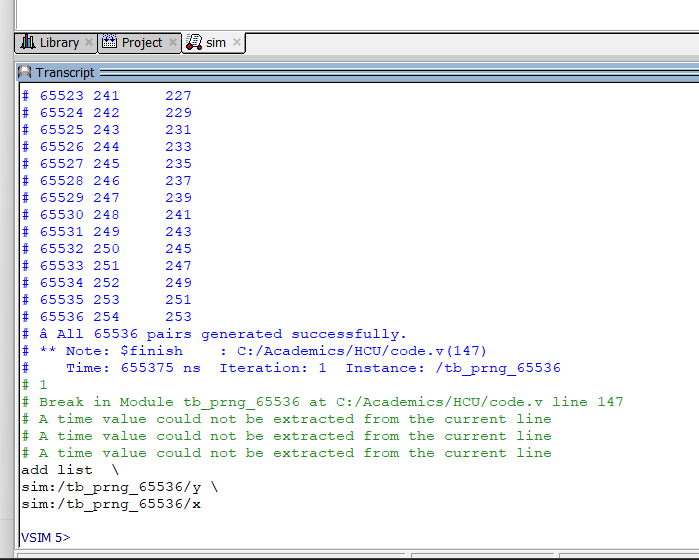 Library Project sim
Transcript
# 65523 241 227
# 65524 242 229
# 65525 243 231
# 65526 244 233
# 65527 245 235
# 65528 246 237
# 65529 247 239
# 65530 248 241
# 65531 249 243
# 65532 250 245
# 65533 251 247
# 65534 252 249
# 65535 253 251
# 65536 254 253
# â All 65536 pairs generated successfully.
# ** Note: $finish : C:/Academics/HCU/code.v(147)
# Time: 655375 ns Iteration: 1 Instance: /tb_prng_65536
# 1
# Break in Module tb_prng_65536 at C:/Academics/HCU/code.v line 147
# A time value could not be extracted from the current line
# A time value could not be extracted from the current line
# A time value could not be extracted from the current line
add list \
sim:/tb_prng_65536/y \
sim:/tb_prng_65536/x
VSIM 5>